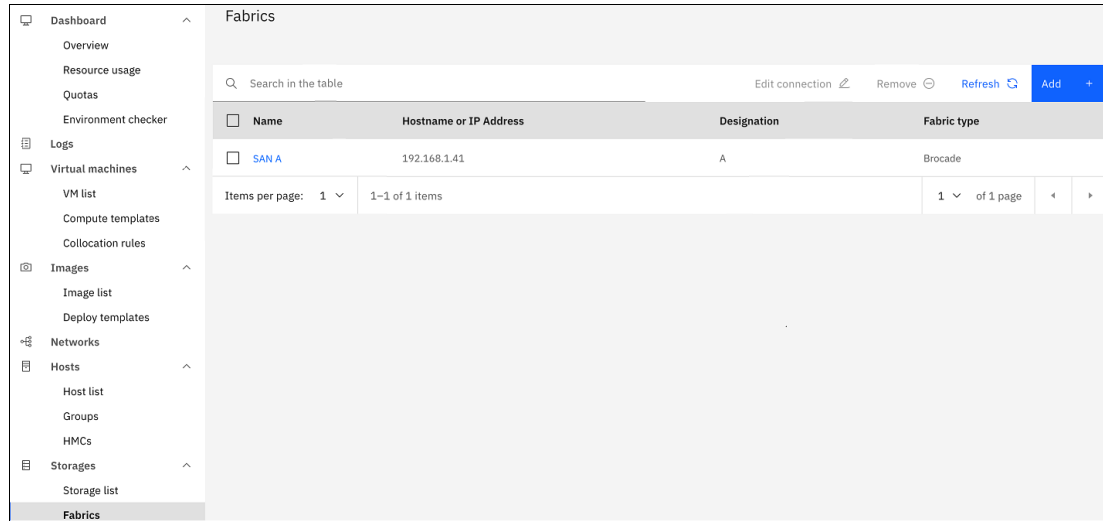 Dashboard
Overview
Resource usage
Quotas
Environment checker
Logs
Virtual machines
VM list
Compute templates
Collocation rules
Images
Image list
Deploy templates
Networks
Hosts
Host list
Groups
HMCs
Storages
Storage list
Fabrics
Fabrics
Search in the table
Edit connection Remove Refresh Add +
Name Hostname or IP Address Designation Fabric type
SAN A 192.168.1.41 A Brocade
Items per page: 1 1–1 of 1 items 1 of 1 page